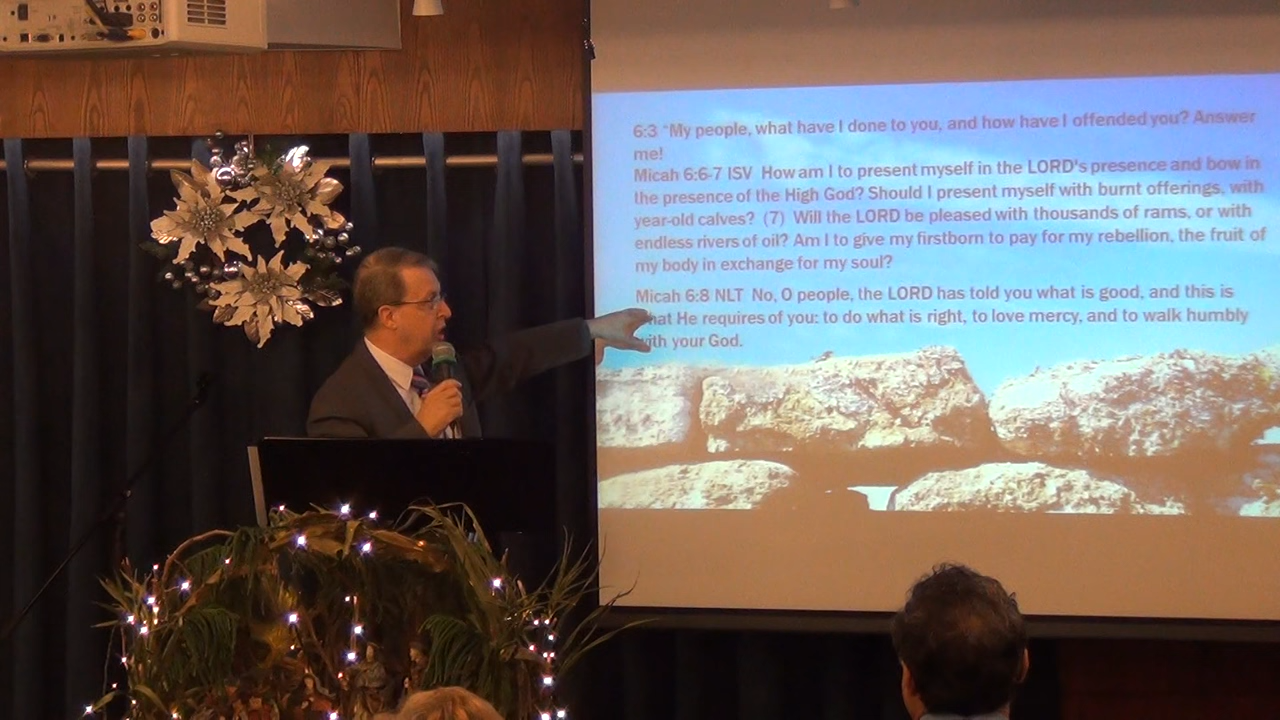 6:3 “My people, what have I done to you, and how have I offended you? Answer
me!
Micah 6:6-7 ISV How am I to present myself in the LORD's presence and bow in
the presence of the High God? Should I present myself with burnt offerings, with
year-old calves? (7) Will the LORD be pleased with thousands of rams, or with
endless rivers of oil? Am I to give my firstborn to pay for my rebellion, the fruit of
my body in exchange for my soul?
Micah 6:8 NLT No, O people, the LORD has told you what is good, and this is
hat He requires of you: to do what is right, to love mercy, and to walk humbly
ith your God.